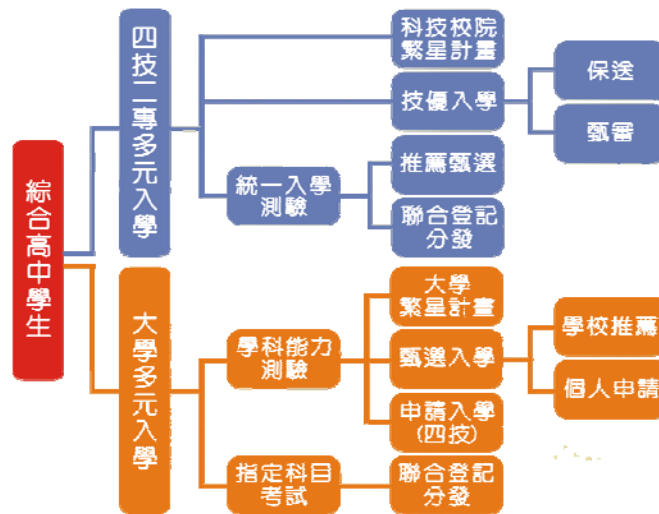 綜合高中學生
四技二專多元入學
科技校院
繁星計畫
技優入學
保送
甄審
統一入學
測驗
推薦甄選
聯合登記
分發
大學多元入學
學科能力
測驗
大學
繁星計畫
甄選入學
學校推薦
個人申請
申請入學
(四技)
指定科目
考試
聯合登記
分發